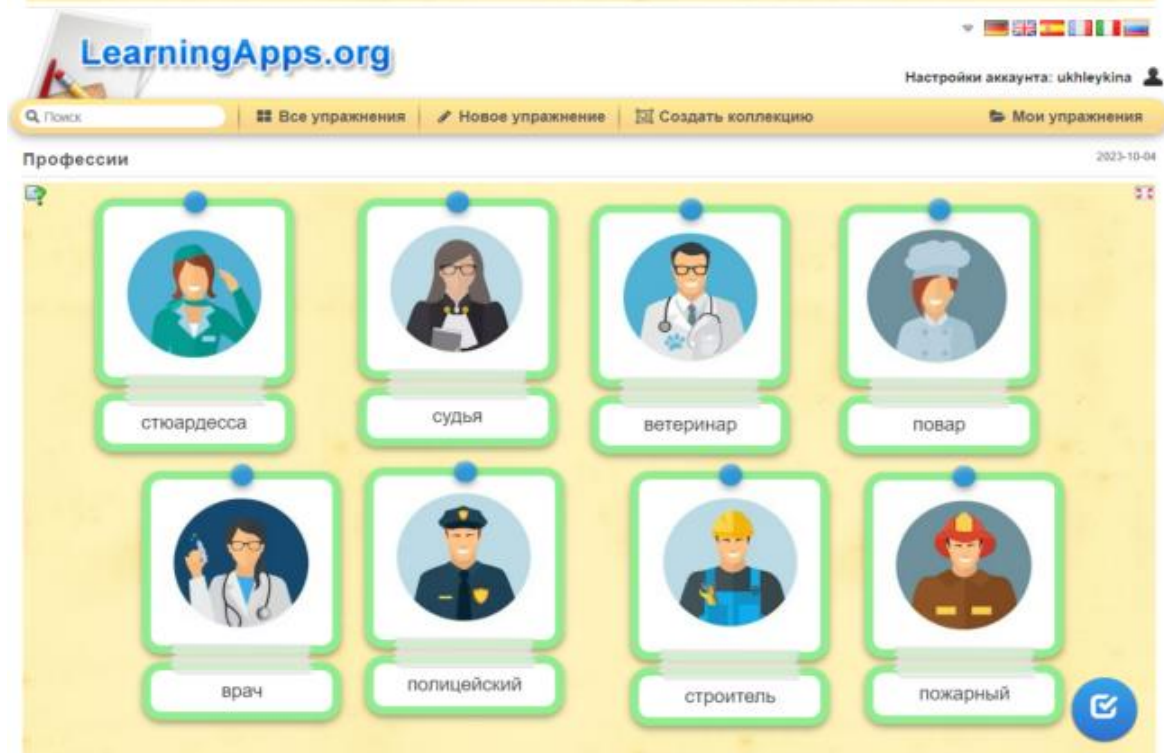 LearningApps.org
Настройки аккаунта: ukhleykina
Поиск
Все упражнения
Новое упражнение
Создать коллекцию
Мои упражнения
Профессии
2023-10-04
стюардесса
судья
ветеринар
повар
врач
полицейский
строитель
пожарный